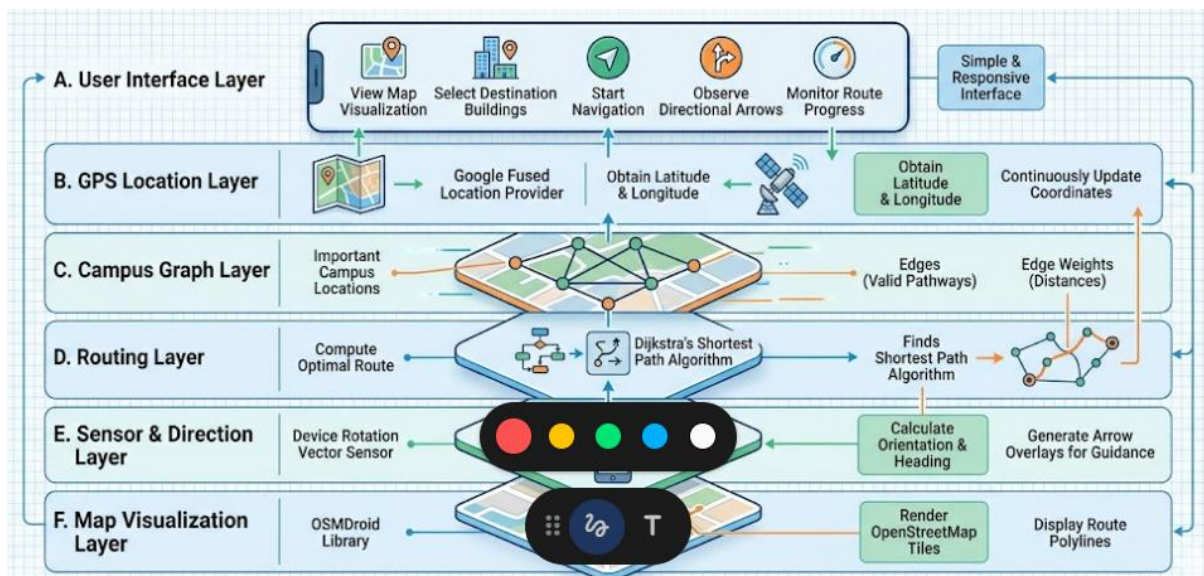 A. User Interface Layer
View Map
Visualization
Select Destination
Buildings
Start
Navigation
Observe
Directional Arrows
Monitor Route
Progress
Simple &
Responsive
Interface
B. GPS Location Layer
Google Fused
Location Provider
Obtain Latitude
& Longitude
Obtain
Latitude
& Longitude
Continuously Update
Coordinates
C. Campus Graph Layer
Important
Campus
Locations
Edges
(Valid Pathways)
Edge Weights
(Distances)
D. Routing Layer
Compute
Optimal Route
Dijkstra's Shortest
Path Algorithm
Finds
Shortest Path
Algorithm
E. Sensor & Direction
Layer
Device Rotation
Vector Sensor
Calculate
Orientation &
Heading
Generate Arrow
Overlays for Guidance
F. Map Visualization
Layer
OSMDroid
Library
T
Render
OpenStreetMap
Tiles
Display Route
Polylines